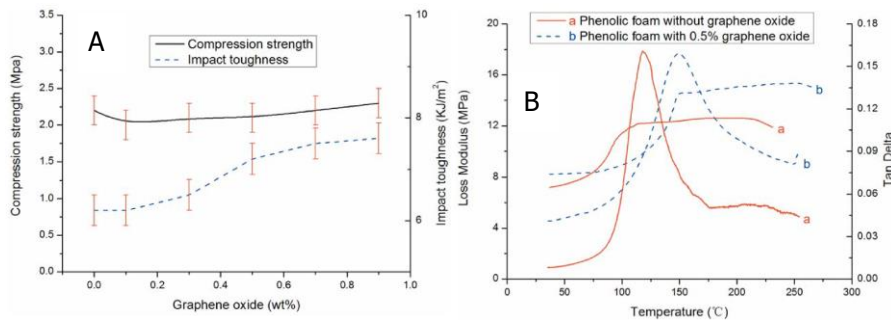 A
Compression strength
Impact toughness
3.5
3.0
2.5
2.0
1.5
1.0
0.5
0.0
Compression strength (Mpa)
10
8
6
Impact toughness (KJ/m²)
0.0 0.2 0.4 0.6 0.8 1.0
Graphene oxide (wt%)
B
a Phenolic foam without graphene oxide
b Phenolic foam with 0.5% graphene oxide
20
16
12
8
4
0
Loss Modulus (MPa)
0.18
0.15
0.12
0.09
0.06
0.03
0.00
Tan Delta
b
a
b
a
0 50 100 150 200 250 300
Temperature (℃)